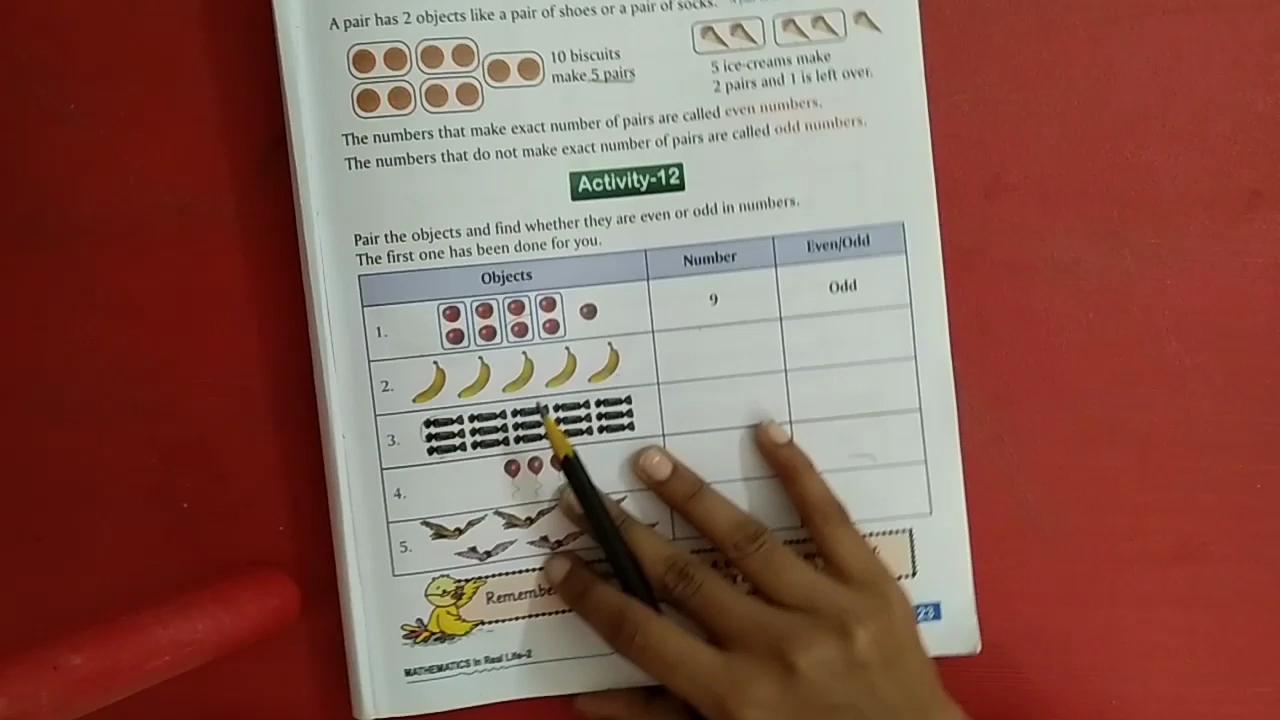 A pair has 2 objects like a pair of shoes or a pair of socks.
10 biscuits
make 5 pairs
5 ice-creams make
2 pairs and 1 is left over.
The numbers that make exact number of pairs are called even numbers.
The numbers that do not make exact number of pairs are called odd numbers.
Activity-12
Pair the objects and find whether they are even or odd in numbers.
The first one has been done for you.
Objects Number Even/Odd
1. 9 Odd
2.
3.
4.
5.
Remembe
23
MATHEMATICS in Real Life-2